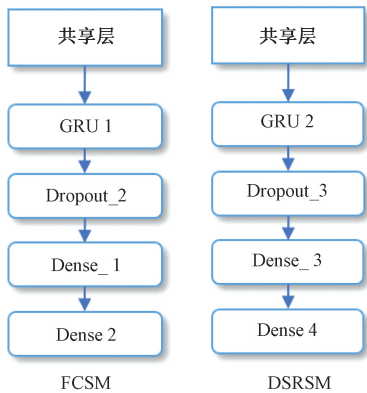 共享层
GRU 1
Dropout_2
Dense_ 1
Dense 2
FCSM
共享层
GRU 2
Dropout_3
Dense_ 3
Dense 4
DSRSM